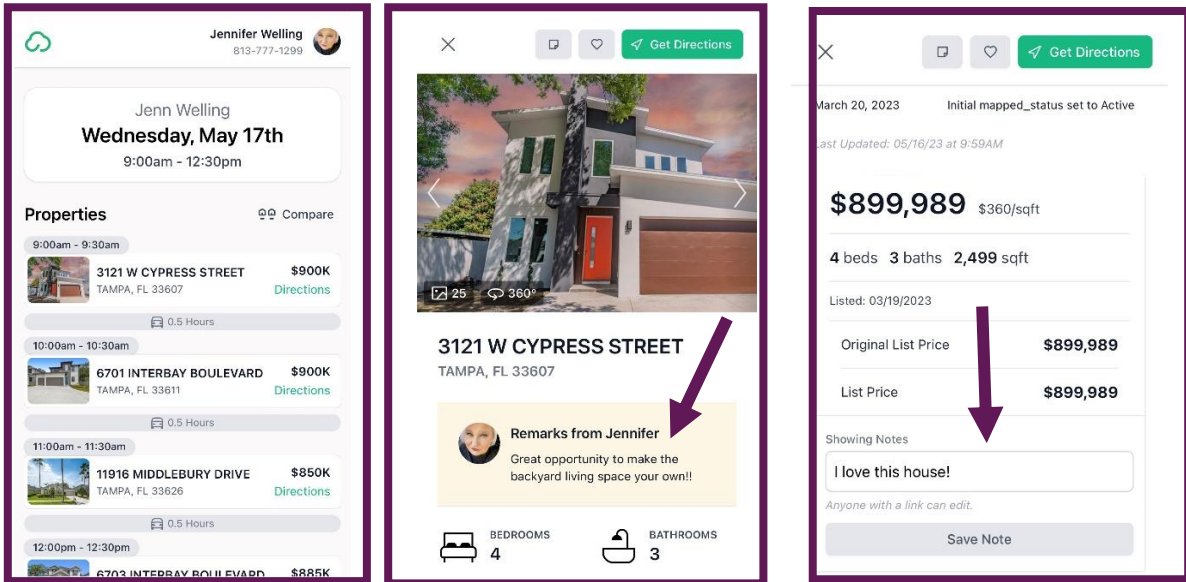 Jennifer Welling
813-777-1299
Jenn Welling
Wednesday, May 17th
9:00am - 12:30pm
Properties
Compare
9:00am - 9:30am
3121 W CYPRESS STREET $900K
TAMPA, FL 33607 Directions
0.5 Hours
10:00am - 10:30am
6701 INTERBAY BOULEVARD $900K
TAMPA, FL 33611 Directions
0.5 Hours
11:00am - 11:30am
11916 MIDDLEBURY DRIVE $850K
TAMPA, FL 33626 Directions
0.5 Hours
12:00pm - 12:30pm
6703 INTERBAY BOULEVARD $885K
Get Directions
25 360°
3121 W CYPRESS STREET
TAMPA, FL 33607
Remarks from Jennifer
Great opportunity to make the
backyard living space your own!!
BEDROOMS
4
BATHROOMS
3
Get Directions
March 20, 2023 Initial mapped_status set to Active
Last Updated: 05/16/23 at 9:59AM
$899,989 $360/sqft
4 beds 3 baths 2,499 sqft
Listed: 03/19/2023
Original List Price $899,989
List Price $899,989
Showing Notes
I love this house!
Anyone with a link can edit.
Save Note